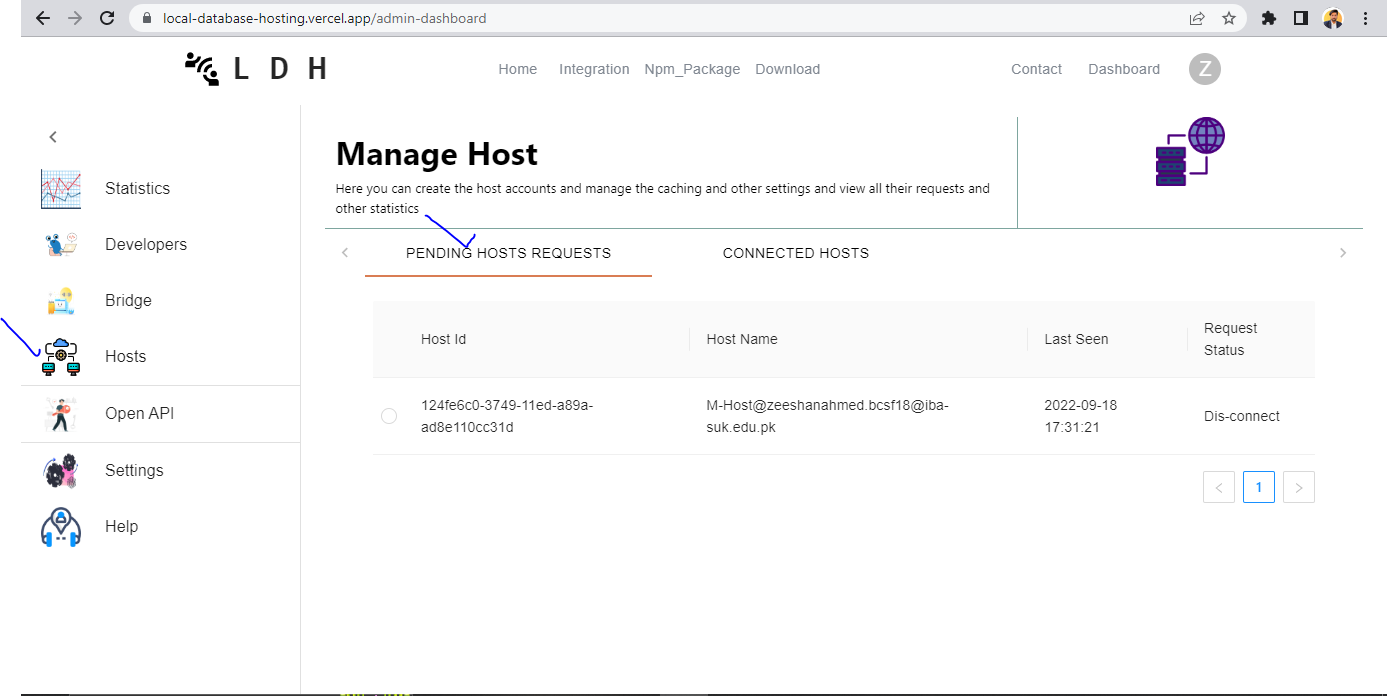 local-database-hosting.vercel.app/admin-dashboard
L D H
Home Integration Npm_Package Download Contact Dashboard Z
Statistics
Developers
Bridge
Hosts
Open API
Settings
Help
Manage Host
Here you can create the host accounts and manage the caching and other settings and view all their requests and
other statistics
PENDING HOSTS REQUESTS CONNECTED HOSTS
Host Id Host Name Last Seen Request
Status
124fe6c0-3749-11ed-a89a-
ad8e110cc31d
M-Host@zeeshanahmed.bcsf18@iba-
suk.edu.pk
2022-09-18
17:31:21
Dis-connect
< 1 >